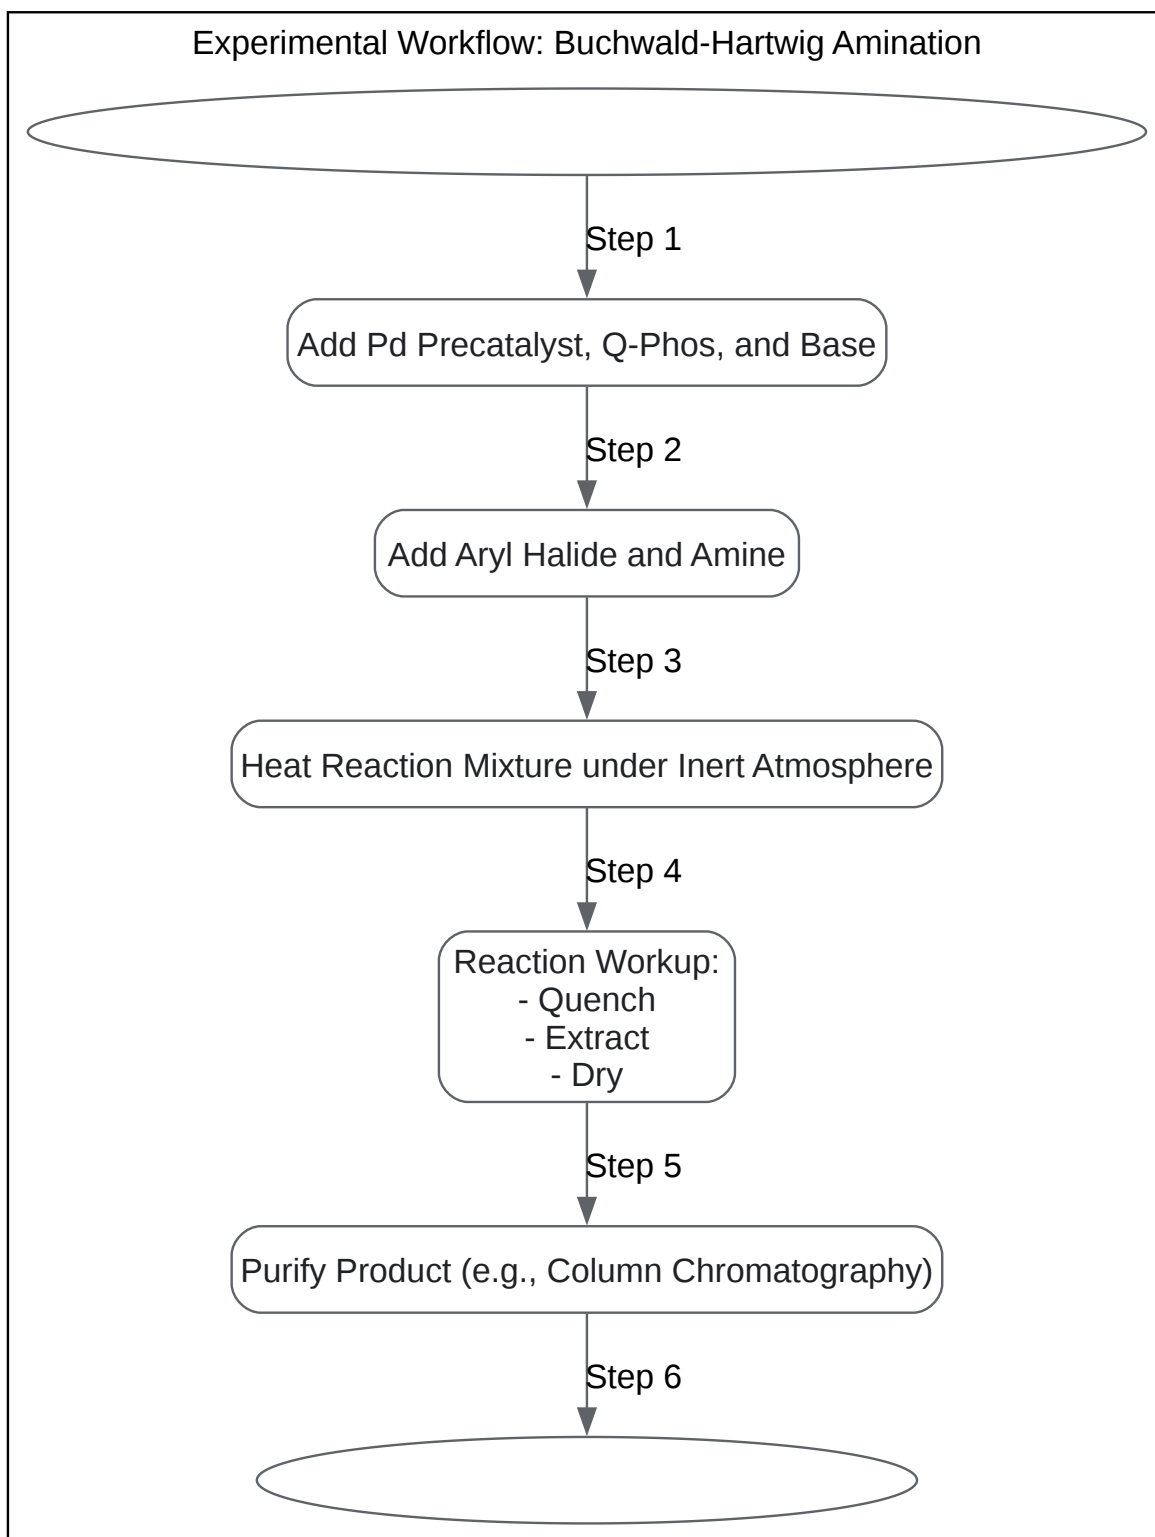 Experimental Workflow: Buchwald-Hartwig Amination
Step 1
Add Pd Precatalyst, Q-Phos, and Base
Step 2
Add Aryl Halide and Amine
Step 3
Heat Reaction Mixture under Inert Atmosphere
Step 4
Reaction Workup:
- Quench
- Extract
- Dry
Step 5
Purify Product (e.g., Column Chromatography)
Step 6